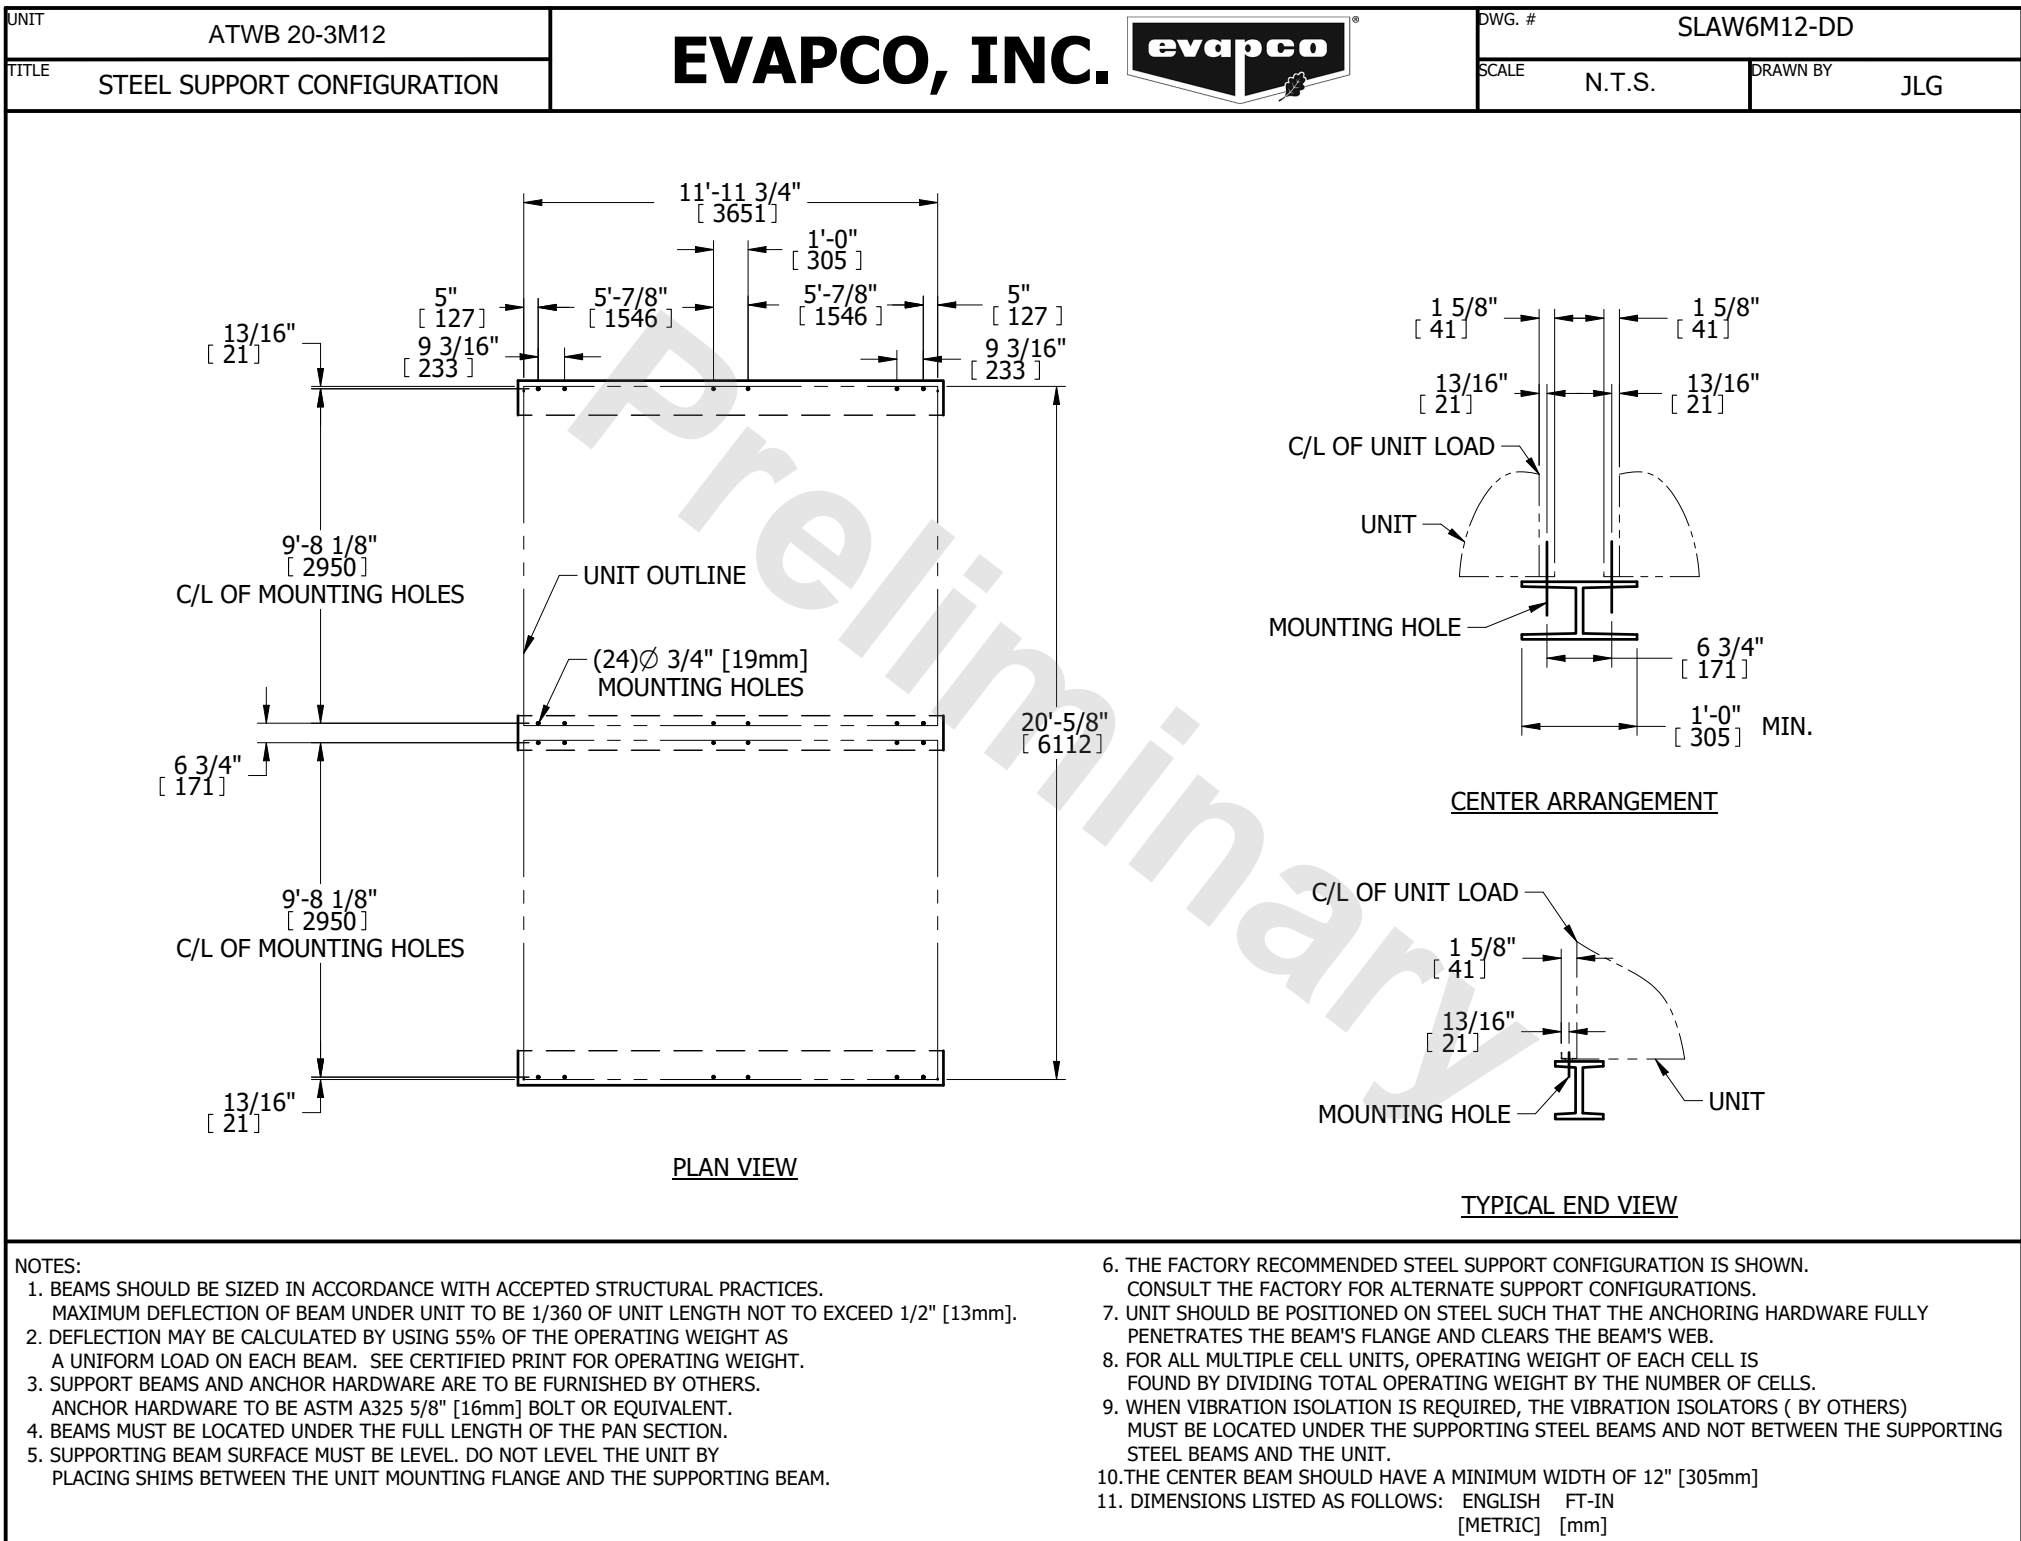 UNIT
ATWB 20-3M12
TITLE
STEEL SUPPORT CONFIGURATION
EVAPCO, INC.
evapco
®
DWG. #
SLAW6M12-DD
SCALE
N.T.S.
DRAWN BY
JLG
11'-11 3/4"
[ 3651 ]
1'-0"
[ 305 ]
5"
[ 127 ]
5'-7/8"
[ 1546 ]
5'-7/8"
[ 1546 ]
5"
[ 127 ]
13/16"
[ 21 ]
9 3/16"
[ 233 ]
9 3/16"
[ 233 ]
9'-8 1/8"
[ 2950 ]
C/L OF MOUNTING HOLES
UNIT OUTLINE
(24)Ø 3/4" [19mm]
MOUNTING HOLES
6 3/4"
[ 171 ]
20'-5/8"
[ 6112 ]
9'-8 1/8"
[ 2950 ]
C/L OF MOUNTING HOLES
13/16"
[ 21 ]
PLAN VIEW
Preliminary
1 5/8"
[ 41 ]
1 5/8"
[ 41 ]
13/16"
[ 21 ]
13/16"
[ 21 ]
C/L OF UNIT LOAD
UNIT
MOUNTING HOLE
6 3/4"
[ 171 ]
1'-0"
[ 305 ]
MIN.
CENTER ARRANGEMENT
C/L OF UNIT LOAD
1 5/8"
[ 41 ]
13/16"
[ 21 ]
MOUNTING HOLE
UNIT
TYPICAL END VIEW
NOTES:
1. BEAMS SHOULD BE SIZED IN ACCORDANCE WITH ACCEPTED STRUCTURAL PRACTICES.
MAXIMUM DEFLECTION OF BEAM UNDER UNIT TO BE 1/360 OF UNIT LENGTH NOT TO EXCEED 1/2" [13mm].
2. DEFLECTION MAY BE CALCULATED BY USING 55% OF THE OPERATING WEIGHT AS
A UNIFORM LOAD ON EACH BEAM. SEE CERTIFIED PRINT FOR OPERATING WEIGHT.
3. SUPPORT BEAMS AND ANCHOR HARDWARE ARE TO BE FURNISHED BY OTHERS.
ANCHOR HARDWARE TO BE ASTM A325 5/8" [16mm] BOLT OR EQUIVALENT.
4. BEAMS MUST BE LOCATED UNDER THE FULL LENGTH OF THE PAN SECTION.
5. SUPPORTING BEAM SURFACE MUST BE LEVEL. DO NOT LEVEL THE UNIT BY
PLACING SHIMS BETWEEN THE UNIT MOUNTING FLANGE AND THE SUPPORTING BEAM.
6. THE FACTORY RECOMMENDED STEEL SUPPORT CONFIGURATION IS SHOWN.
CONSULT THE FACTORY FOR ALTERNATE SUPPORT CONFIGURATIONS.
7. UNIT SHOULD BE POSITIONED ON STEEL SUCH THAT THE ANCHORING HARDWARE FULLY
PENETRATES THE BEAM'S FLANGE AND CLEARS THE BEAM'S WEB.
8. FOR ALL MULTIPLE CELL UNITS, OPERATING WEIGHT OF EACH CELL IS
FOUND BY DIVIDING TOTAL OPERATING WEIGHT BY THE NUMBER OF CELLS.
9. WHEN VIBRATION ISOLATION IS REQUIRED, THE VIBRATION ISOLATORS ( BY OTHERS)
MUST BE LOCATED UNDER THE SUPPORTING STEEL BEAMS AND NOT BETWEEN THE SUPPORTING
STEEL BEAMS AND THE UNIT.
10.THE CENTER BEAM SHOULD HAVE A MINIMUM WIDTH OF 12" [305mm]
11. DIMENSIONS LISTED AS FOLLOWS: ENGLISH FT-IN
[METRIC] [mm]